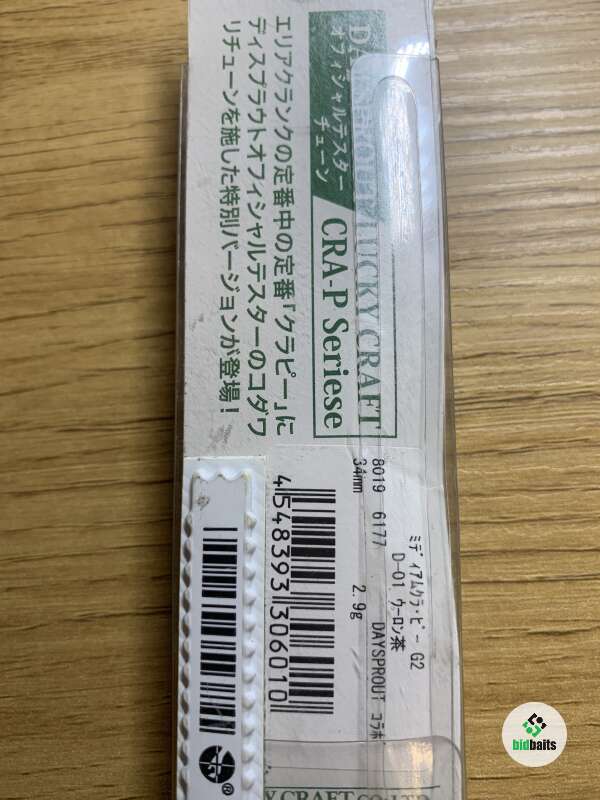 LUCKY CRAFT
オフィシャルテスター
チューン
CRA-P Seriese
エリアクランクの定番中の定番「クラピー」に
ディスプラウトオフィシャルテスターのコダワ
リチューンを施した特別バージョンが登場!
ミディアムクラ・ピー G2
D-01 ウーロン茶
8019 6177 DAYSPROUT コラボ
34mm 2.9g
4548393306010
Y CRAFT CO.,LTD
bidbaits